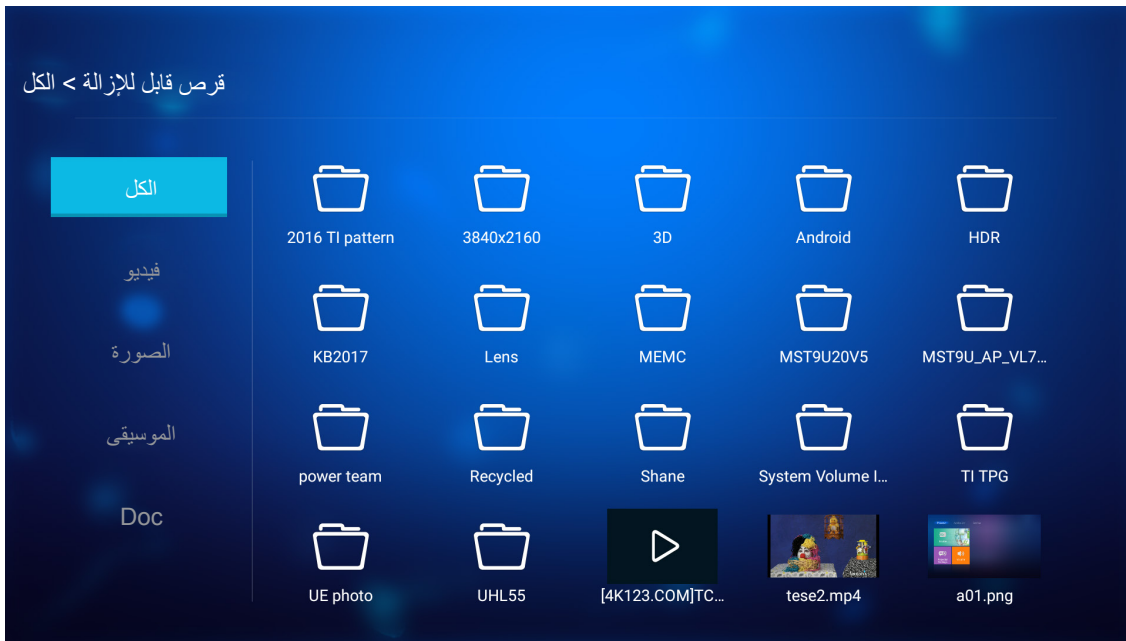 قرص قابل للإزالة > الكل
الكل
فيديو
الصورة
الموسيقى
Doc
2016 TI pattern
3840x2160
3D
Android
HDR
KB2017
Lens
MEMC
MST9U20V5
MST9U_AP_VL7...
power team
Recycled
Shane
System Volume I...
TI TPG
UE photo
UHL55
[4K123.COM]TC...
tese2.mp4
a01.png